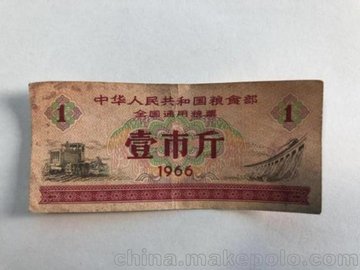 中华人民共和国粮食部
全国通用粮票
1
壹市斤
1
1966
china.makepolo.com